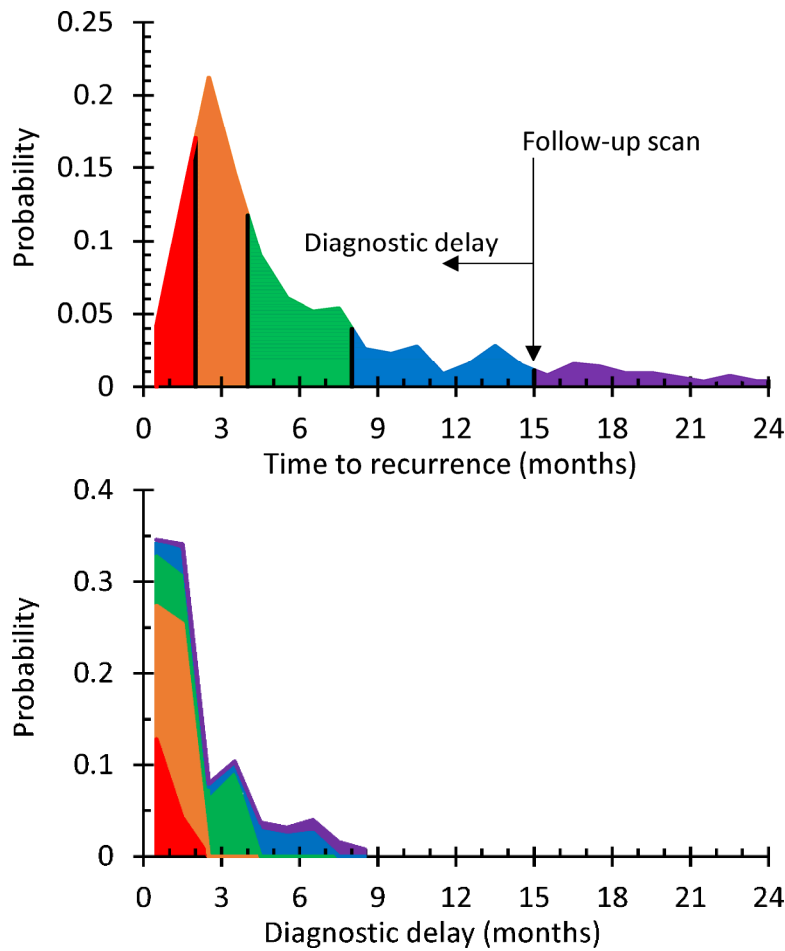 0.25
0.2
0.15
0.1
0.05
0
Probability
Follow-up scan
Diagnostic delay
0 3 6 9 12 15 18 21 24
Time to recurrence (months)
0.4
0.3
0.2
0.1
0
Probability
0 3 6 9 12 15 18 21 24
Diagnostic delay (months)